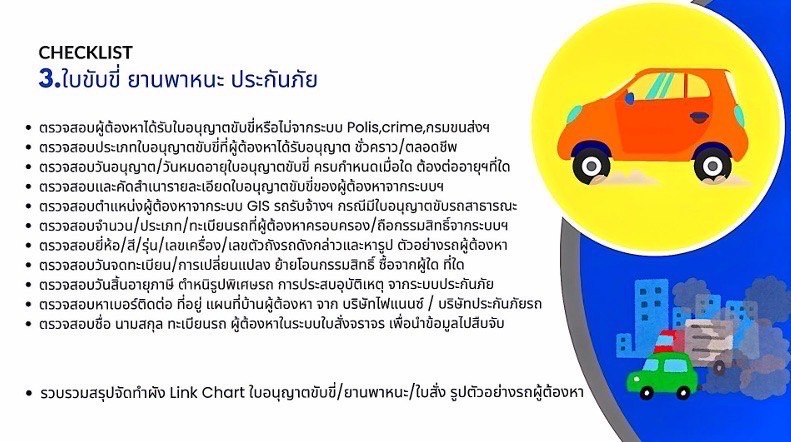 CHECKLIST
3.ใบขับขี่ ยานพาหนะ ประกันภัย
• ตรวจสอบผู้ต้องหาได้รับใบอนุญาตขับขี่หรือไม่จากระบบ Polis,crime,กรมขนส่งฯ
• ตรวจสอบประเภทใบอนุญาตขับขี่ที่ผู้ต้องหาได้รับอนุญาต ชั่วคราว/ตลอดชีพ
• ตรวจสอบวันอนุญาต/วันหมดอายุใบอนุญาตขับขี่ ครบกำหนดเมื่อใด ต้องต่ออายุฯที่ใด
• ตรวจสอบและคัดสำเนารายละเอียดใบอนุญาตขับขี่ของผู้ต้องหาจากระบบฯ
• ตรวจสอบตำแหน่งผู้ต้องหาจากระบบ GIS รถรับจ้างฯ กรณีมีใบอนุญาตขับรถสาธารณะ
• ตรวจสอบจำนวน/ประเภท/ทะเบียนรถที่ผู้ต้องหาครอบครอง/ถือกรรมสิทธิ์จากระบบฯ
• ตรวจสอบยี่ห้อ/สี/รุ่น/เลขเครื่อง/เลขตัวถังรถดังกล่าวและหารูป ตัวอย่างรถผู้ต้องหา
• ตรวจสอบวันจดทะเบียน/การเปลี่ยนแปลง ย้ายโอนกรรมสิทธิ์ ซื้อจากผู้ใด ที่ใด
• ตรวจสอบวันสิ้นอายุภาษี ตำหนิรูปพิเศษรถ การประสบอุบัติเหตุ จากระบบประกันภัย
• ตรวจสอบหาเบอร์ติดต่อ ที่อยู่ แผนที่บ้านผู้ต้องหา จาก บริษัทไฟแนนซ์ / บริษัทประกันภัยรถ
• ตรวจสอบชื่อ นามสกุล ทะเบียนรถ ผู้ต้องหาในระบบใบสั่งจราจร เพื่อนำข้อมูลไปสืบจับ
• รวบรวมสรุปจัดทำผัง Link Chart ใบอนุญาตขับขี่/ยานพาหนะ/ใบสั่ง รูปตัวอย่างรถผู้ต้องหา